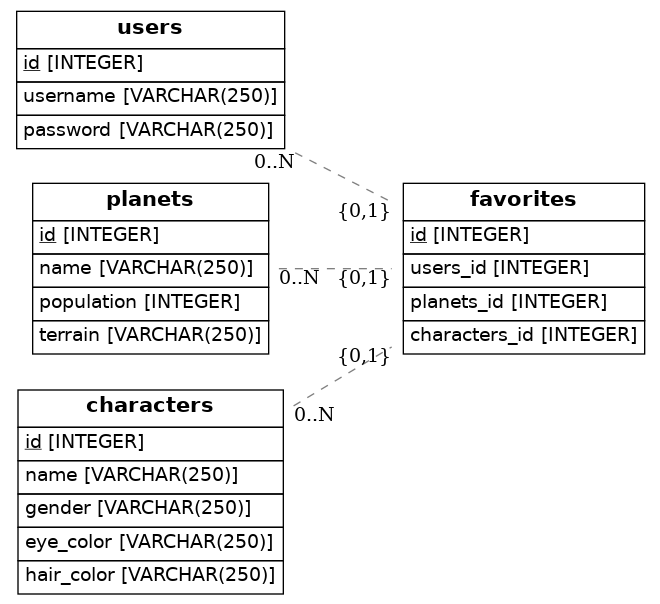 users
id [INTEGER]
username [VARCHAR(250)]
password [VARCHAR(250)]
0..N
{0,1}
planets
id [INTEGER]
name [VARCHAR(250)]
population [INTEGER]
terrain [VARCHAR(250)]
0..N
{0,1}
favorites
id [INTEGER]
users_id [INTEGER]
planets_id [INTEGER]
characters_id [INTEGER]
{0,1}
0..N
characters
id [INTEGER]
name [VARCHAR(250)]
gender [VARCHAR(250)]
eye_color [VARCHAR(250)]
hair_color [VARCHAR(250)]